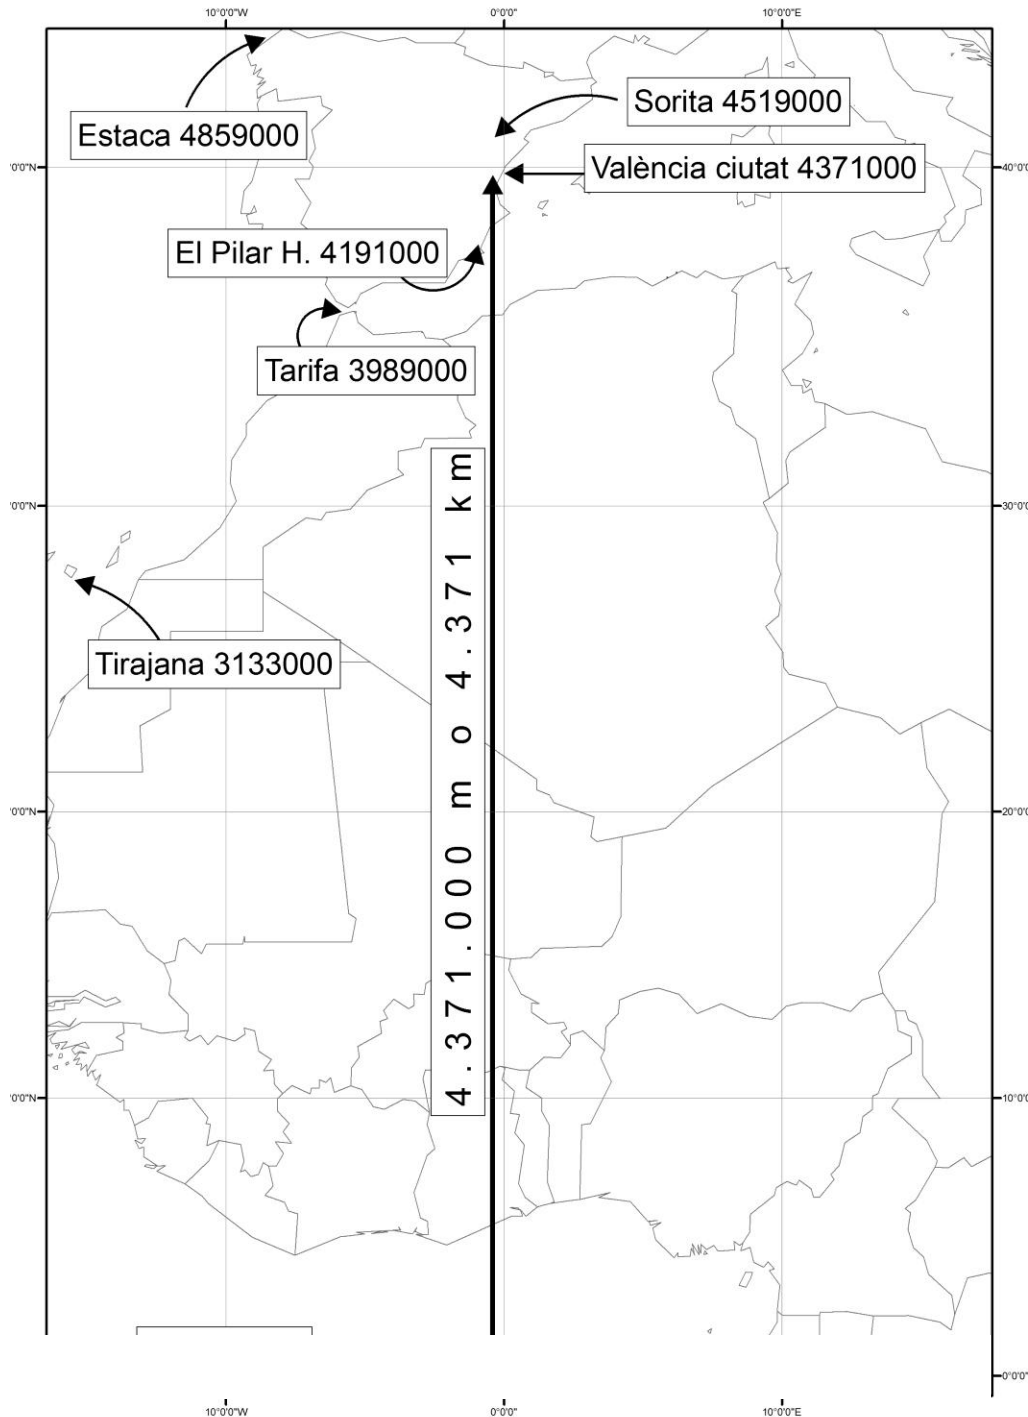 10°0'0"W 0°0'0" 10°0'0"E
Sorita 4519000
Estaca 4859000
València ciutat 4371000
'0'0"N 40°0'0"N
El Pilar H. 4191000
Tarifa 3989000
'0'0"N 30°0'0"N
4.371.000 m o 4.371 km
Tirajana 3133000
'0'0"N 20°0'0"N
'0'0"N 10°0'0"
0°0'0"
10°0'0"W 0°0'0" 10°0'0"E